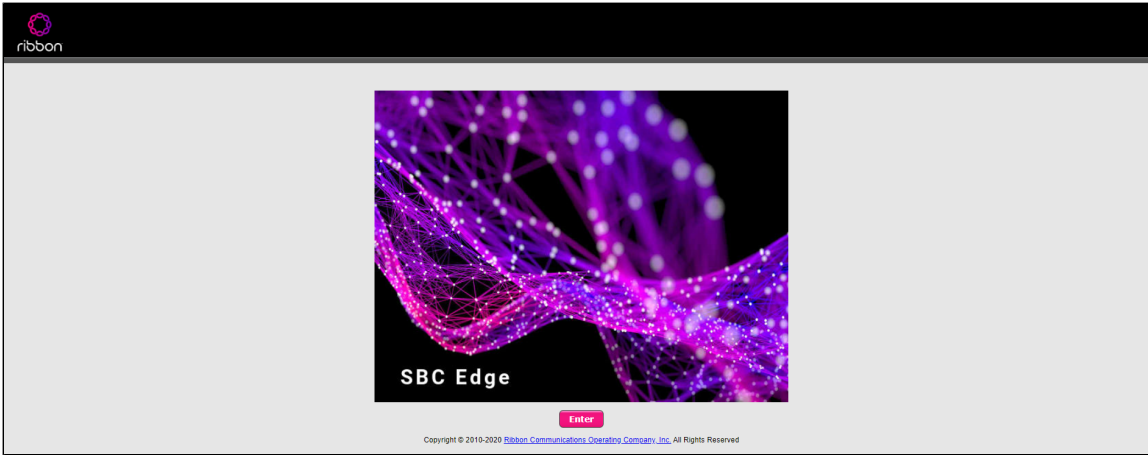 ribbon
SBC Edge
Enter
Copyright © 2010-2020 Ribbon Communications Operating Company, Inc. All Rights Reserved